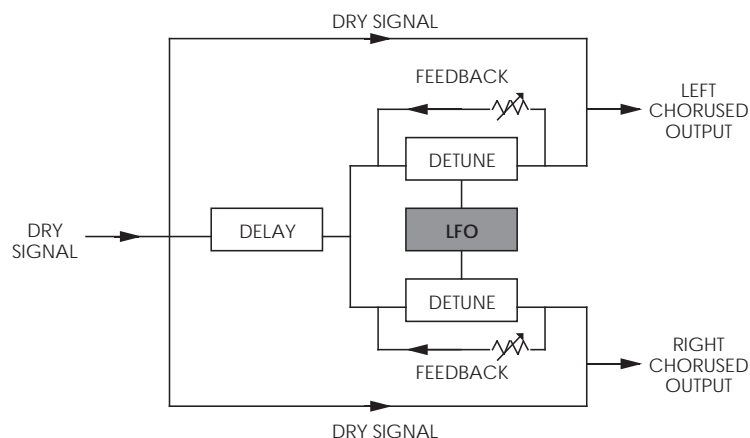 DRY SIGNAL
FEEDBACK
LEFT
CHORUSED
OUTPUT
DETUNE
DRY
SIGNAL
DELAY
LFO
DETUNE
FEEDBACK
RIGHT
CHORUSED
OUTPUT
DRY SIGNAL